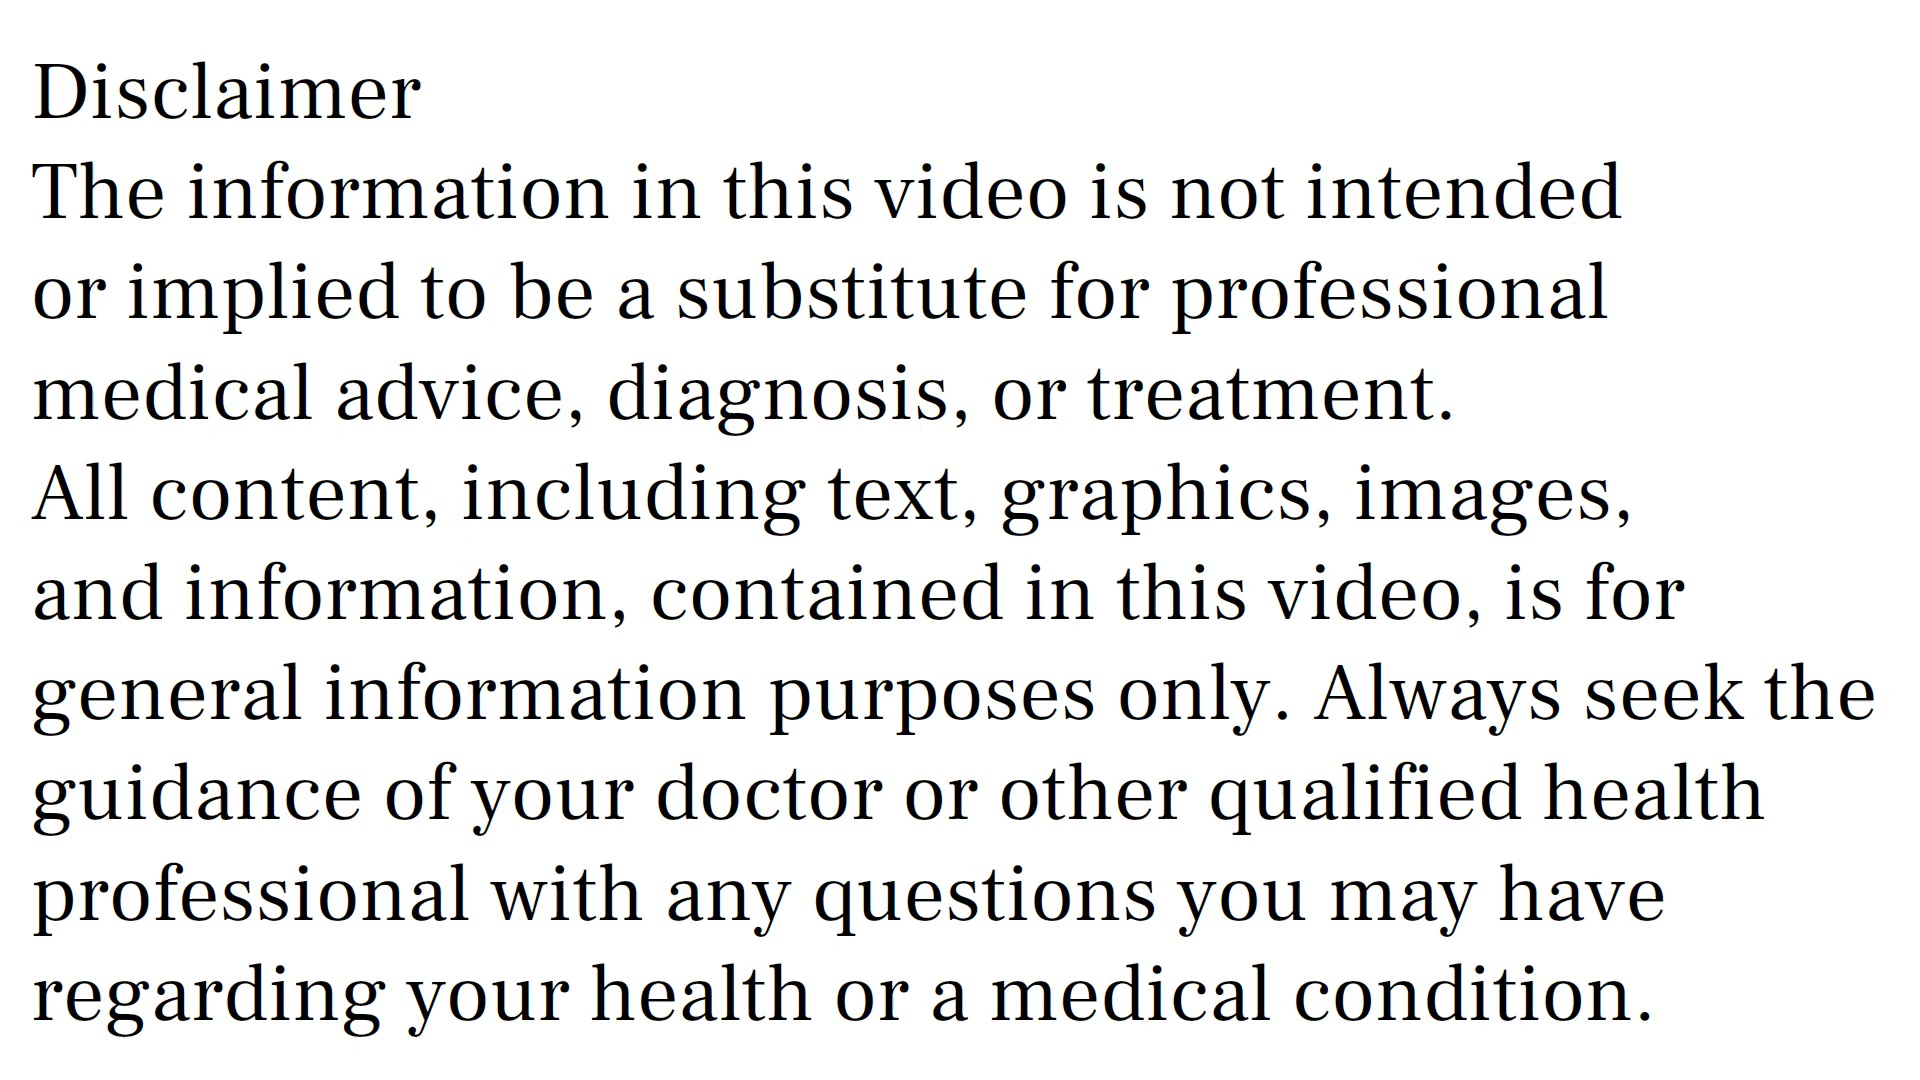 Disclaimer
The information in this video is not intended
or implied to be a substitute for professional
medical advice, diagnosis, or treatment.
All content, including text, graphics, images,
and information, contained in this video, is for
general information purposes only. Always seek the
guidance of your doctor or other qualified health
professional with any questions you may have
regarding your health or a medical condition.